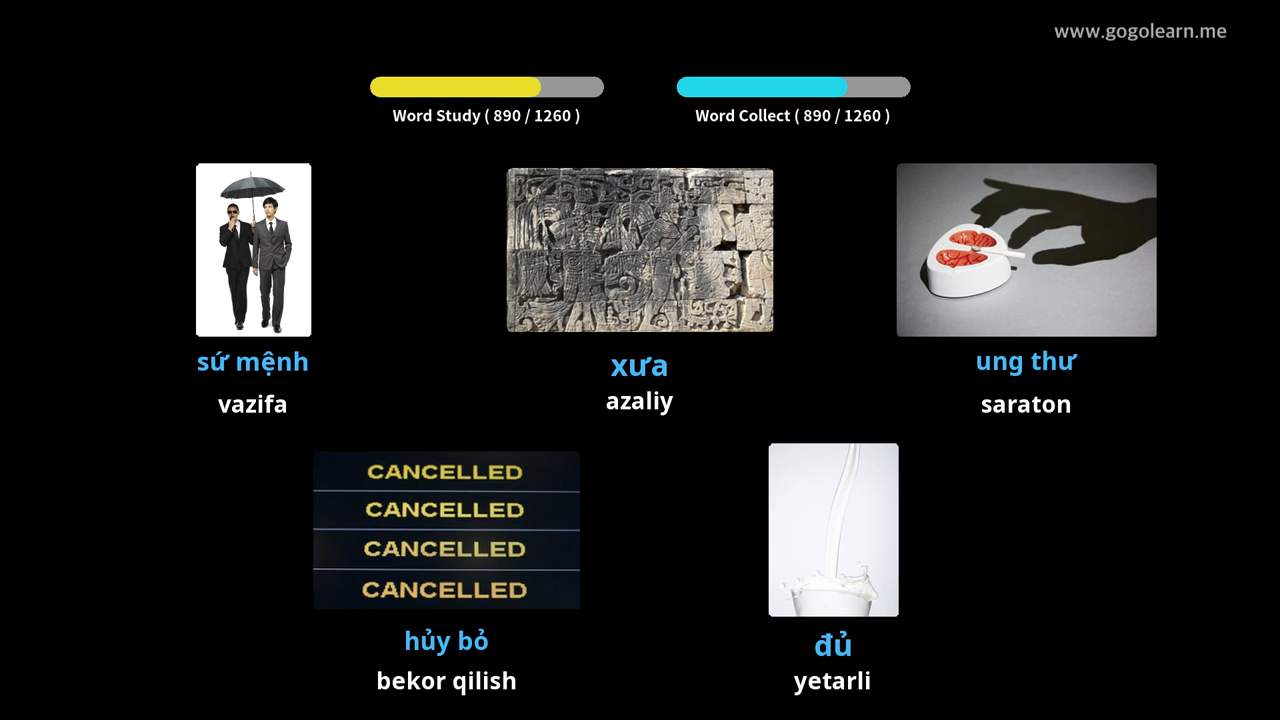 www.gogolearn.me
Word Study ( 890 / 1260 )
Word Collect ( 890 / 1260 )
sứ mệnh
vazifa
xưa
azaliy
ung thư
saraton
CANCELLED
CANCELLED
CANCELLED
CANCELLED
hủy bỏ
bekor qilish
đủ
yetarli